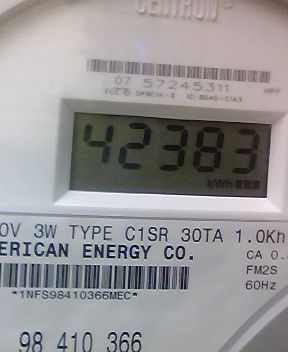 CENTRON®
07 57245311
42383
kWh
0V 3W TYPE C1SR 30TA 1.0Kh
ERICAN ENERGY CO.
CA 0.
FM2S
*1NFS98410366MEC*
60Hz
98 410 366